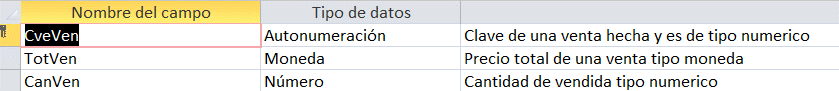 Nombre del campo Tipo de datos
CveVen Autonumeración Clave de una venta hecha y es de tipo numerico
TotVen Moneda Precio total de una venta tipo moneda
CanVen Número Cantidad de vendida tipo numerico